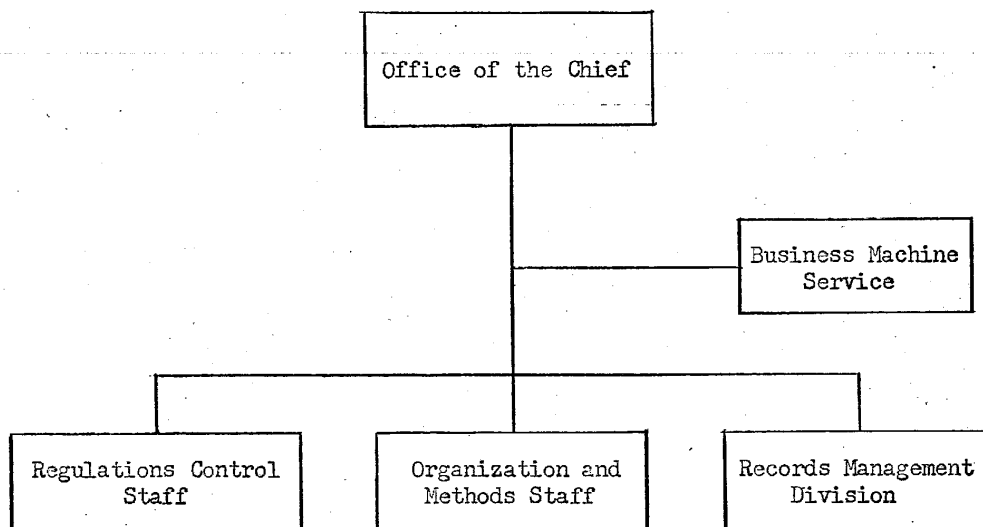 Office of the Chief
Business Machine
Service
Regulations Control
Staff
Organization and
Methods Staff
Records Management
Division